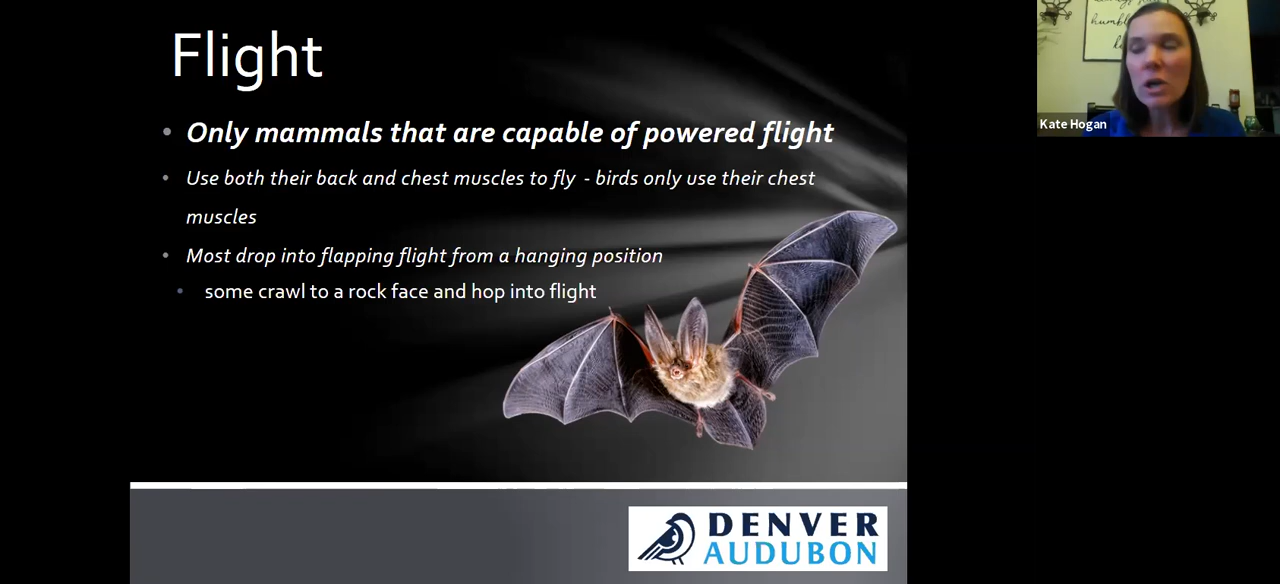 Flight
• Only mammals that are capable of powered flight
• Use both their back and chest muscles to fly - birds only use their chest
muscles
• Most drop into flapping flight from a hanging position
• some crawl to a rock face and hop into flight
DENVER
AUDUBON
Kate Hogan